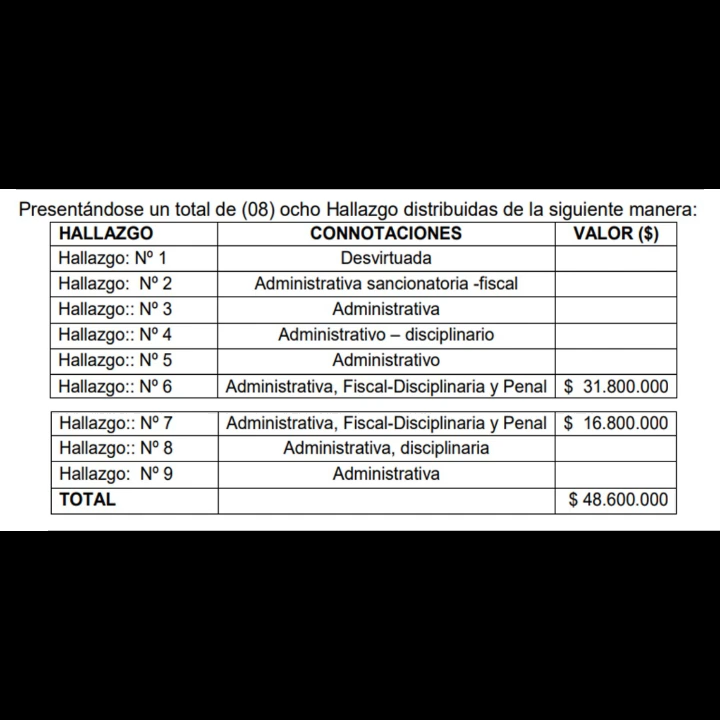 Presentándose un total de (08) ocho Hallazgo distribuidas de la siguiente manera:
HALLAZGO CONNOTACIONES VALOR ($)
Hallazgo: Nº 1 Desvirtuada
Hallazgo: Nº 2 Administrativa sancionatoria -fiscal
Hallazgo:: Nº 3 Administrativa
Hallazgo:: Nº 4 Administrativo – disciplinario
Hallazgo:: Nº 5 Administrativo
Hallazgo:: Nº 6 Administrativa, Fiscal-Disciplinaria y Penal $ 31.800.000
Hallazgo:: Nº 7 Administrativa, Fiscal-Disciplinaria y Penal $ 16.800.000
Hallazgo:: Nº 8 Administrativa, disciplinaria
Hallazgo: Nº 9 Administrativa
TOTAL $ 48.600.000